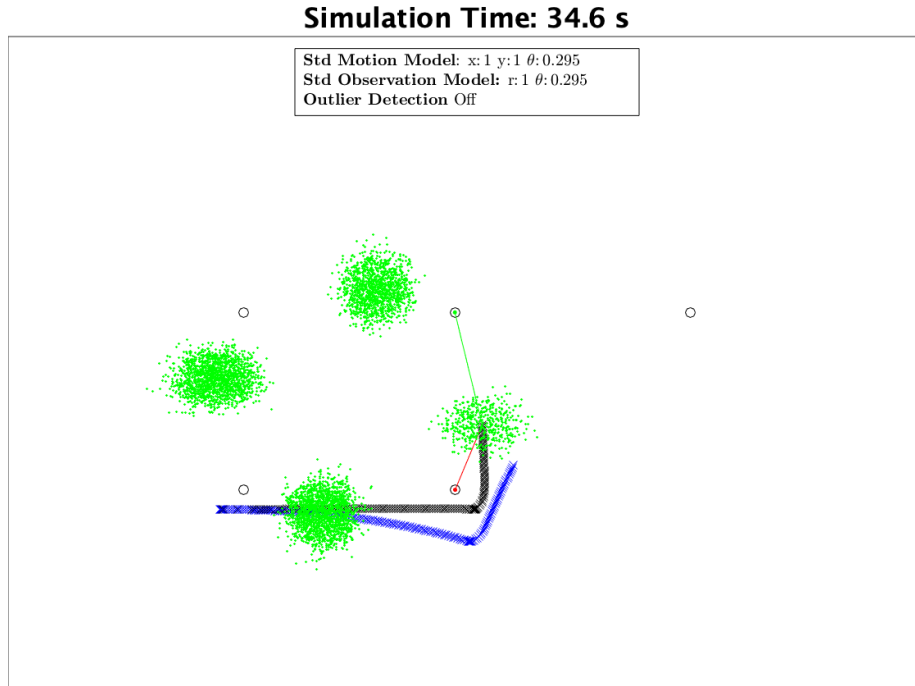 Simulation Time: 34.6 s
Std Motion Model: x: 1 y: 1 θ: 0.295
Std Observation Model: r: 1 θ: 0.295
Outlier Detection Off